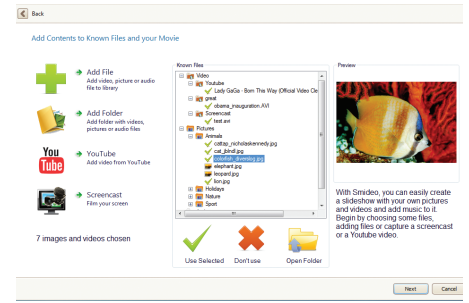 Back
Add Contents to Known Files and your Movie
Add File
Add video, picture or audio
file to library
Add Folder
Add folder with videos,
pictures or audio files
You
Tube
YouTube
Add video from YouTube
Screencast
Film your screen
7 images and videos chosen
Known Files
Video
Youtube
Lady GaGa - Born This Way (Official Video Cle
great
obama_inauguration.AVI
Screencast
test.avi
Pictures
Animals
cattap_nicholaskennedy.jpg
cat_blndl.jpg
colorfish_diverslog.jpg
elephant.jpg
leopard.jpg
lion.jpg
Holidays
Nature
Sport
Use Selected
Don't use
Open Folder
Preview
With Smideo, you can easily create
a slideshow with your own pictures
and videos and add music to it.
Begin by choosing some files,
adding files or capture a screencast
or a Youtube video.
Next
Cancel